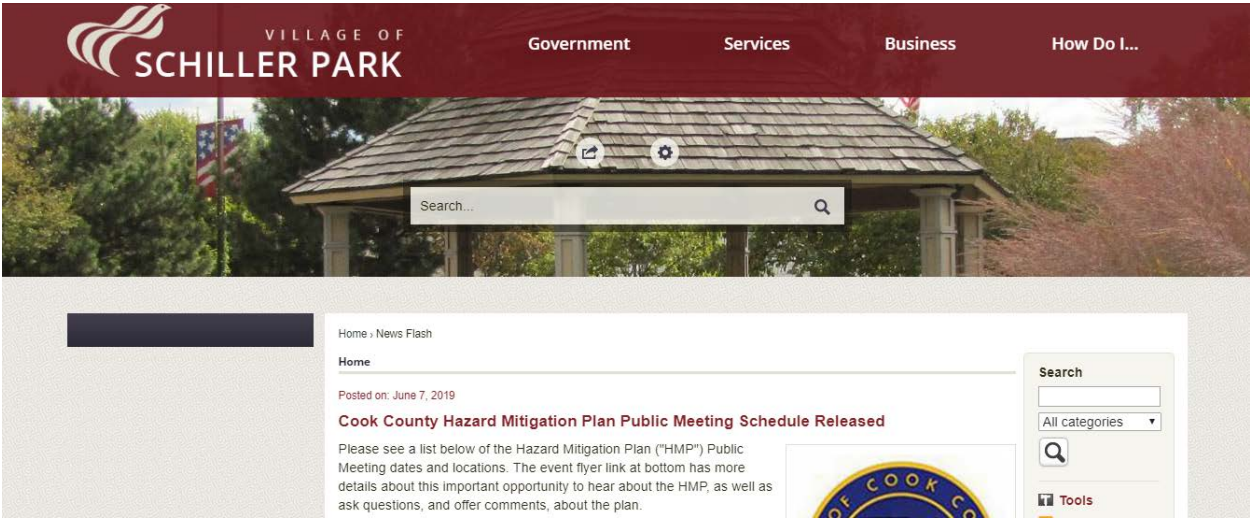 VILLAGE OF
SCHILLER PARK
Government
Services
Business
How Do I...
Search...
Home › News Flash
Home
Posted on: June 7, 2019
Cook County Hazard Mitigation Plan Public Meeting Schedule Released
Please see a list below of the Hazard Mitigation Plan ("HMP") Public
Meeting dates and locations. The event flyer link at bottom has more
details about this important opportunity to hear about the HMP, as well as
ask questions, and offer comments, about the plan.
OF COOK CO
Search
All categories
Tools